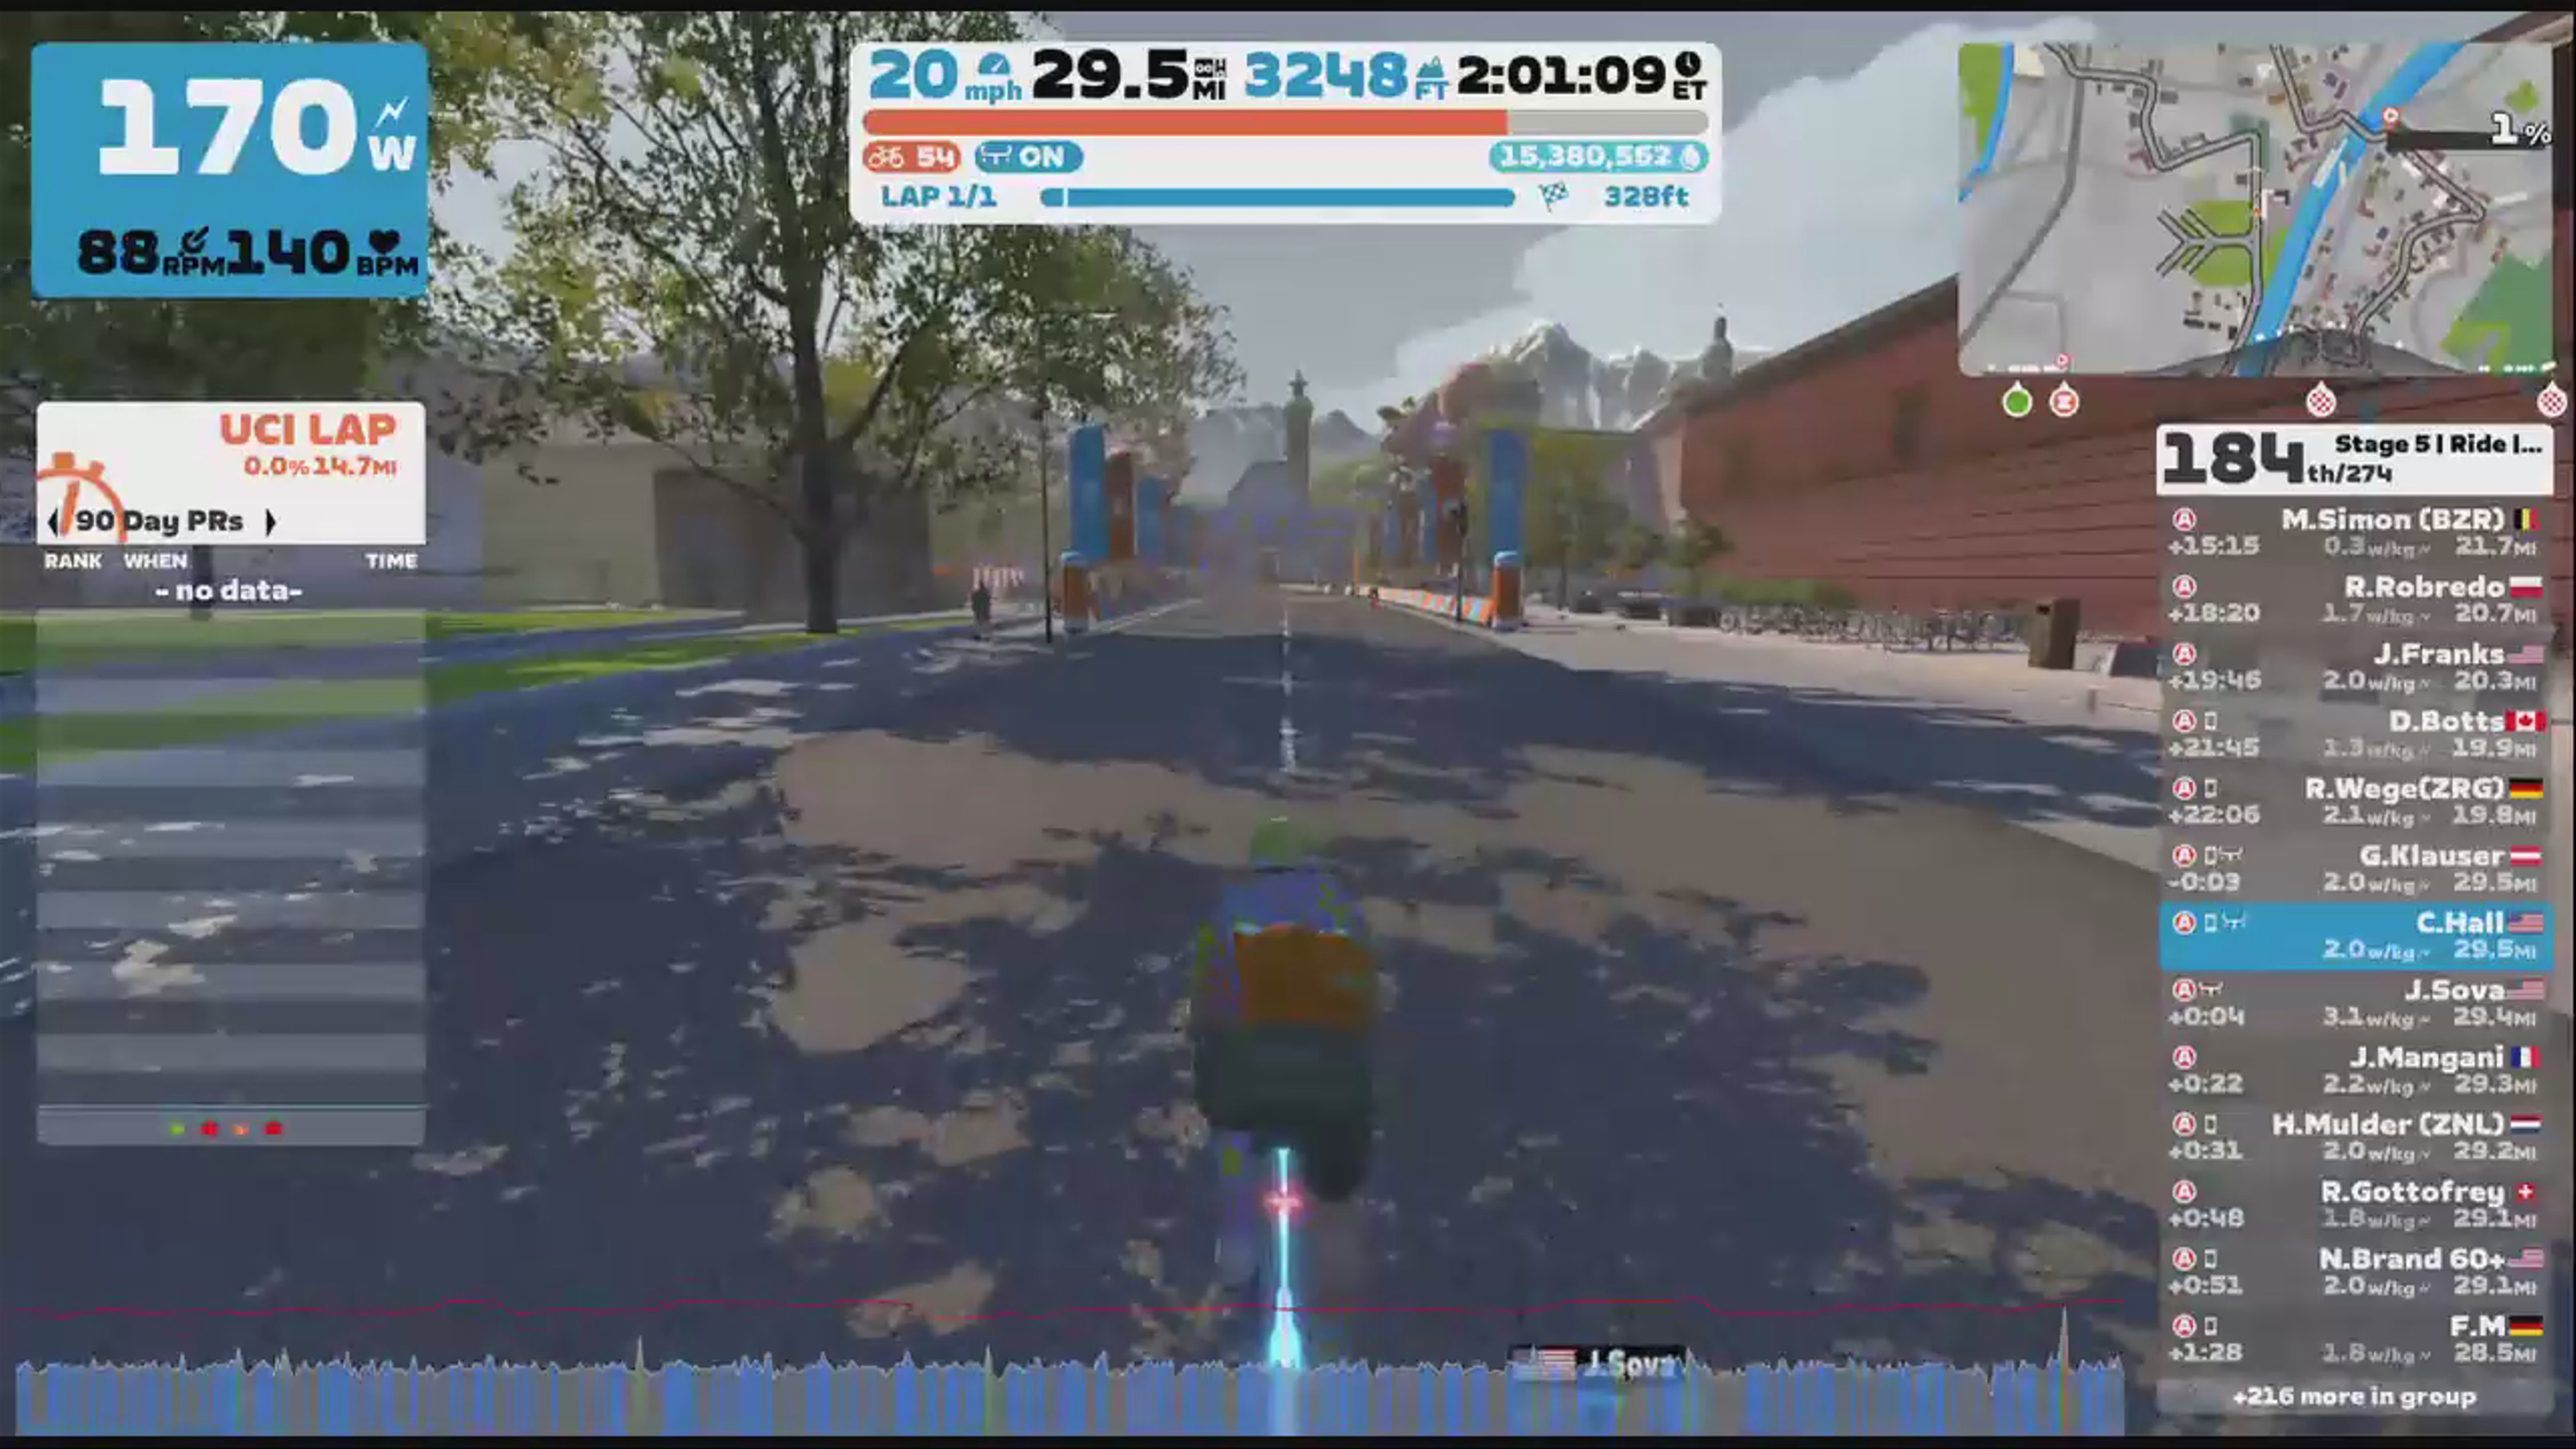 170 W
88 RPM 140 BPM
20 mph 29.5 MI 3248 FT 2:01:09 ET
54 ON 15,380,562
LAP 1/1 328ft
1%
UCI LAP
0.0% 14.7MI
90 Day PRs
RANK WHEN TIME
- no data-
184th/274 Stage 5 | Ride |...
M.Simon (BZR)
+15:15 0.3w/kg 21.7MI
R.Robredo
+18:20 1.7w/kg 20.7MI
J.Franks
+19:46 2.0w/kg 20.3MI
D.Botts
+21:45 1.3w/kg 19.9MI
R.Wege(ZRG)
+22:06 2.1w/kg 19.8MI
G.Klauser
-0:03 2.0w/kg 29.5MI
C.Hall
2.0w/kg 29.5MI
J.Sova
+0:04 3.1w/kg 29.4MI
J.Mangani
+0:22 2.2w/kg 29.3MI
H.Mulder (ZNL)
+0:31 2.0w/kg 29.2MI
R.Gottofrey
+0:48 1.8w/kg 29.1MI
N.Brand 60+
+0:51 2.0w/kg 29.1MI
F.M
+1:28 1.8w/kg 28.5MI
+216 more in group
J.Sova